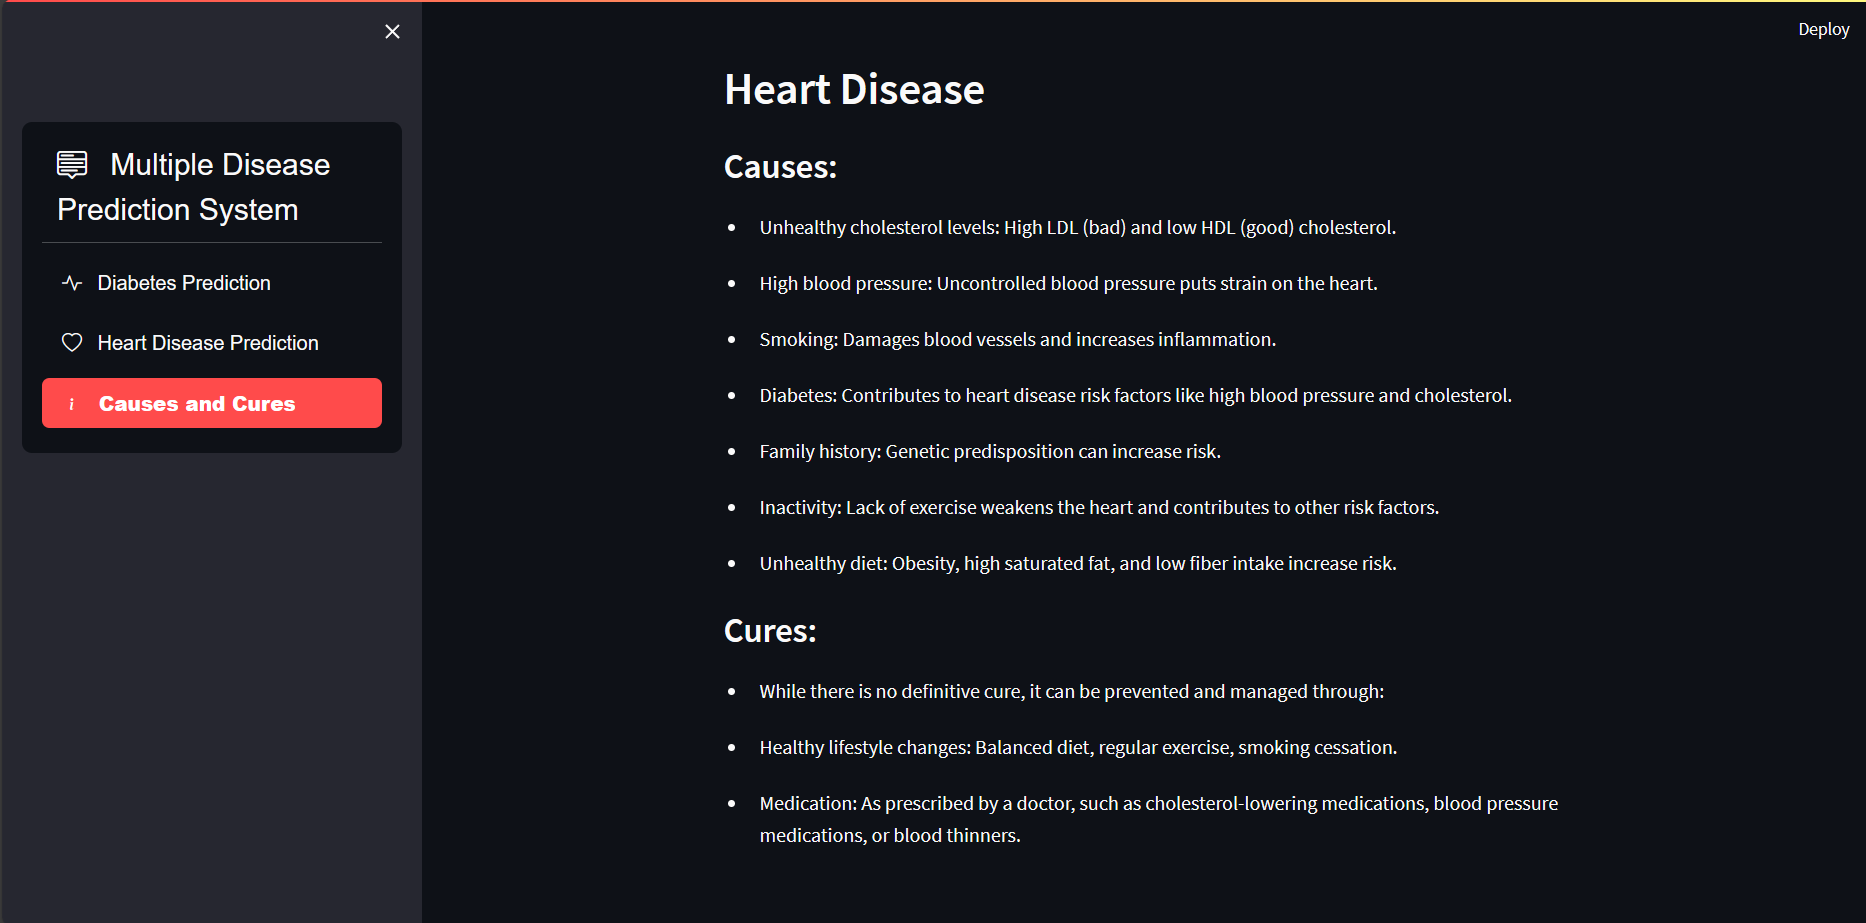 Deploy
Multiple Disease
Prediction System
Diabetes Prediction
Heart Disease Prediction
i Causes and Cures
Heart Disease
Causes:
• Unhealthy cholesterol levels: High LDL (bad) and low HDL (good) cholesterol.
• High blood pressure: Uncontrolled blood pressure puts strain on the heart.
• Smoking: Damages blood vessels and increases inflammation.
• Diabetes: Contributes to heart disease risk factors like high blood pressure and cholesterol.
• Family history: Genetic predisposition can increase risk.
• Inactivity: Lack of exercise weakens the heart and contributes to other risk factors.
• Unhealthy diet: Obesity, high saturated fat, and low fiber intake increase risk.
Cures:
• While there is no definitive cure, it can be prevented and managed through:
• Healthy lifestyle changes: Balanced diet, regular exercise, smoking cessation.
• Medication: As prescribed by a doctor, such as cholesterol-lowering medications, blood pressure
medications, or blood thinners.